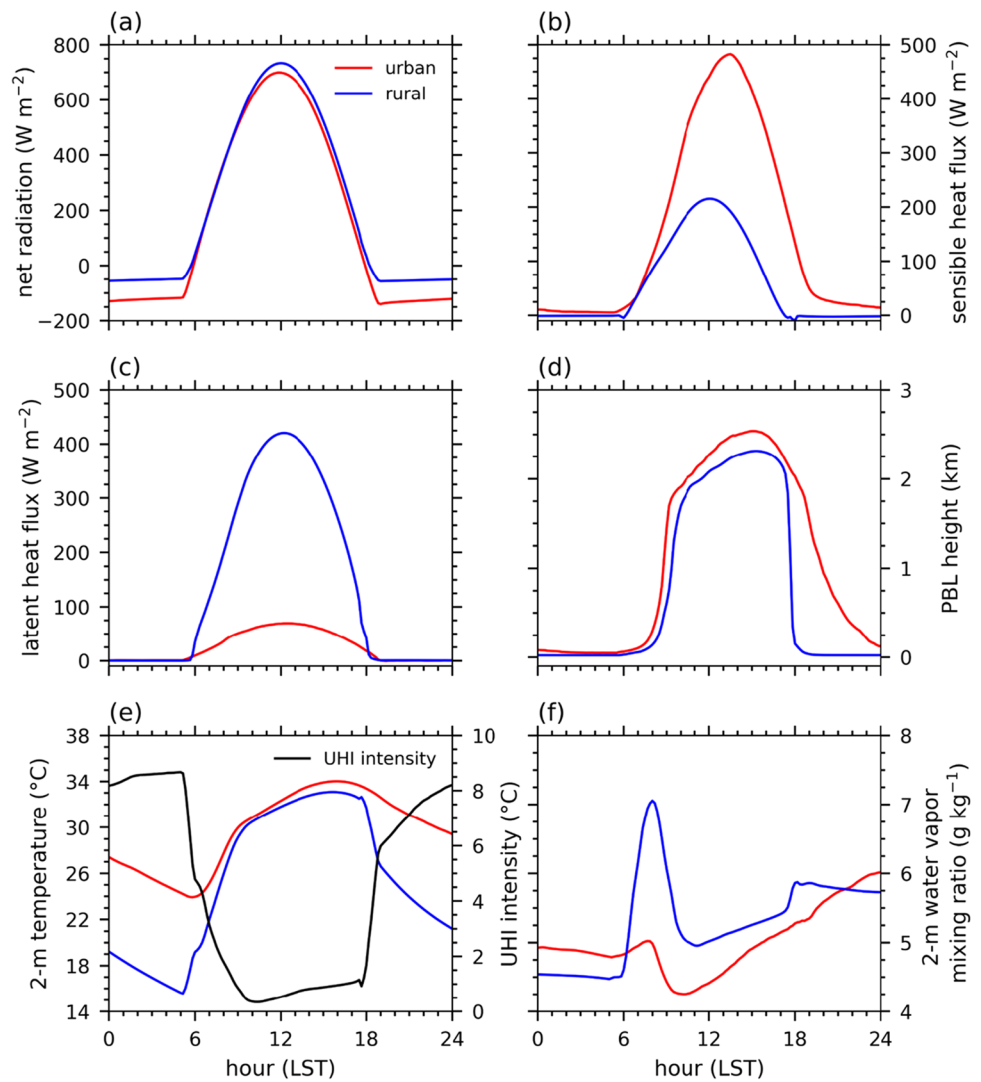 (a)
800
600
400
200
0
−200
net radiation (W m⁻²)
urban
rural
(b)
500
400
300
200
100
0
sensible heat flux (W m⁻²)
(c)
500
400
300
200
100
0
latent heat flux (W m⁻²)
(d)
3
2
1
0
PBL height (km)
(e)
38
34
30
26
22
18
14
2-m temperature (°C)
UHI intensity
10
8
6
4
2
0
UHI intensity (°C)
0 6 12 18 24
hour (LST)
(f)
8
7
6
5
4
2-m water vapor
mixing ratio (g kg⁻¹)
0 6 12 18 24
hour (LST)